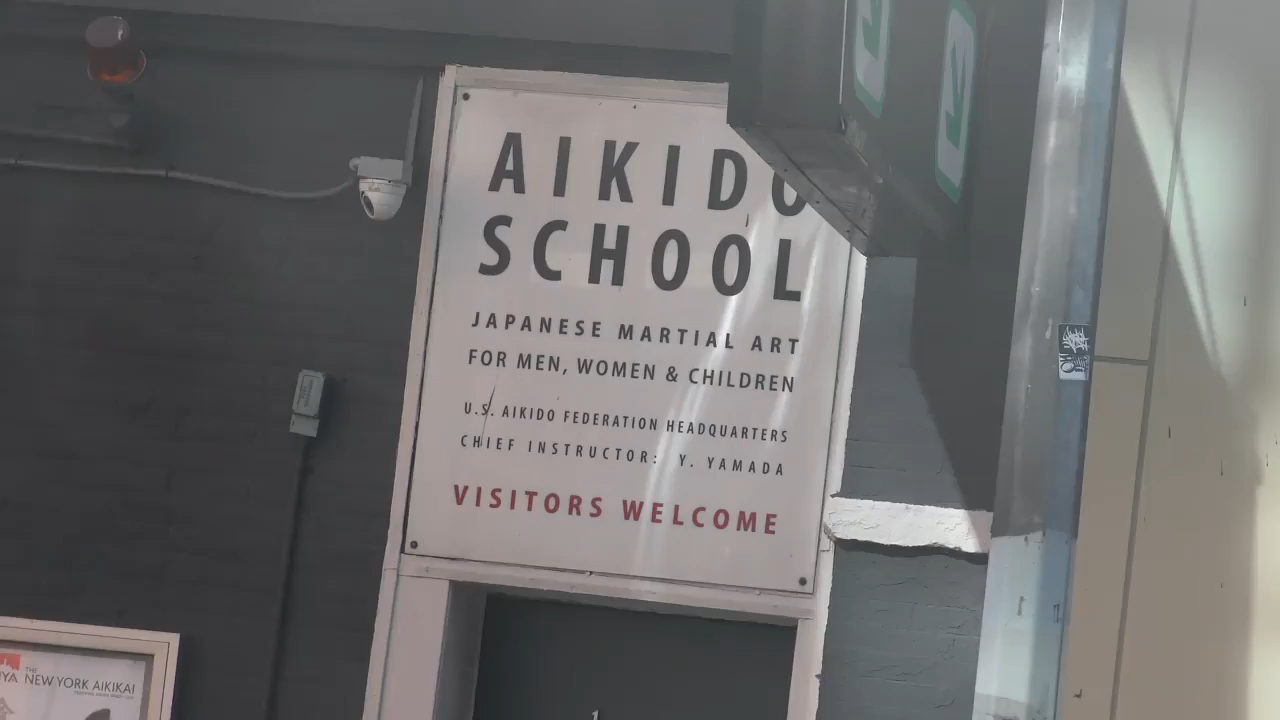 AIKIDO
SCHOOL
JAPANESE MARTIAL ART
FOR MEN, WOMEN & CHILDREN
U.S. AIKIDO FEDERATION HEADQUARTERS
CHIEF INSTRUCTOR: Y. YAMADA
VISITORS WELCOME
THE
NEW YORK AIKIKAI